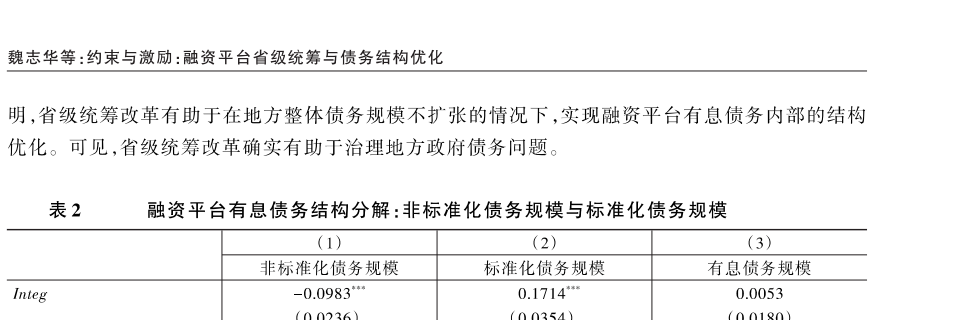 魏志华等:约束与激励:融资平台省级统筹与债务结构优化
明,省级统筹改革有助于在地方整体债务规模不扩张的情况下,实现融资平台有息债务内部的结构
优化。可见,省级统筹改革确实有助于治理地方政府债务问题。
表2 融资平台有息债务结构分解:非标准化债务规模与标准化债务规模
(1) (2) (3)
非标准化债务规模 标准化债务规模 有息债务规模
Integ -0.0983*** 0.1714*** 0.0053
(0.0236) (0.0354) (0.0180)